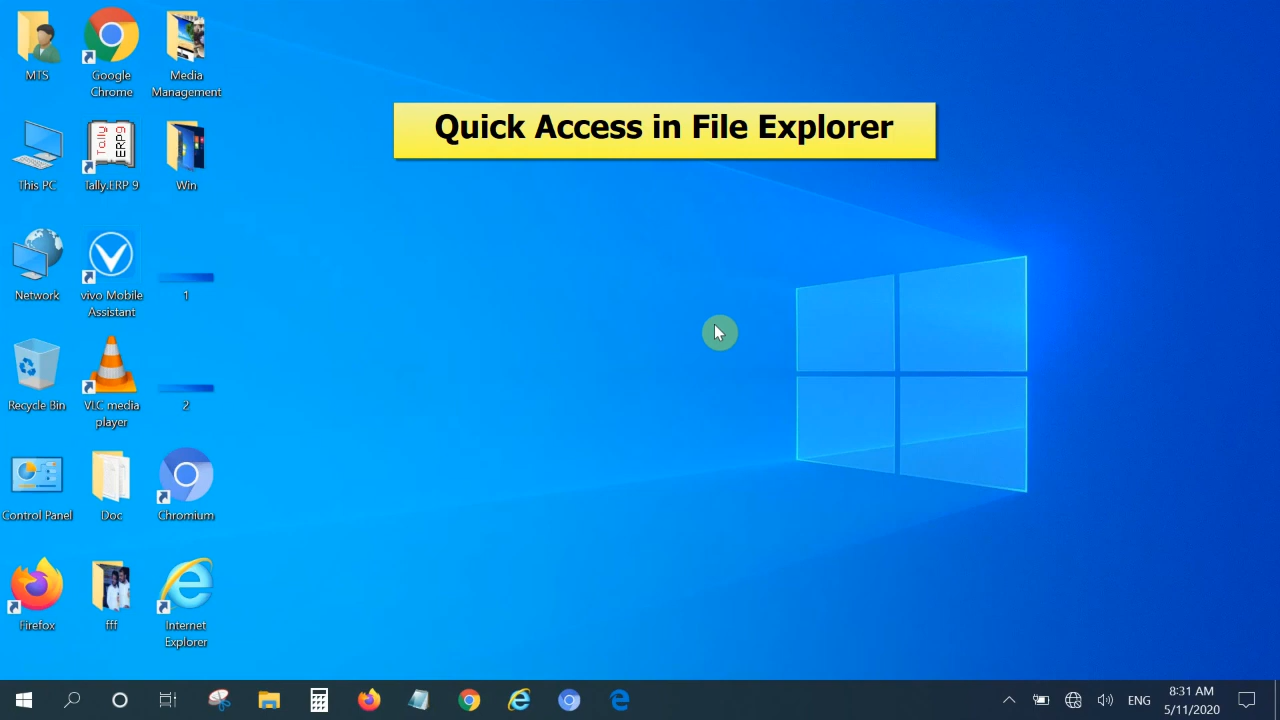 Quick Access in File Explorer
MTS
Google
Chrome
Media
Management
This PC
Tally
ERP9
Tally.ERP 9
Win
Network
vivo Mobile
Assistant
1
Recycle Bin
VLC media
player
2
Control Panel
Doc
Chromium
Firefox
fff
Internet
Explorer
ENG
8:31 AM
5/11/2020